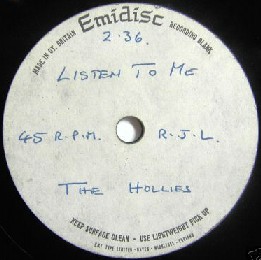 Emidisc
MADE IN GT. BRITAIN
RECORDING BLANK
2.36.
LISTEN TO ME
45 R.P.M. R.J.L.
THE HOLLIES
KEEP SURFACE CLEAN - USE LIGHTWEIGHT PICK UP